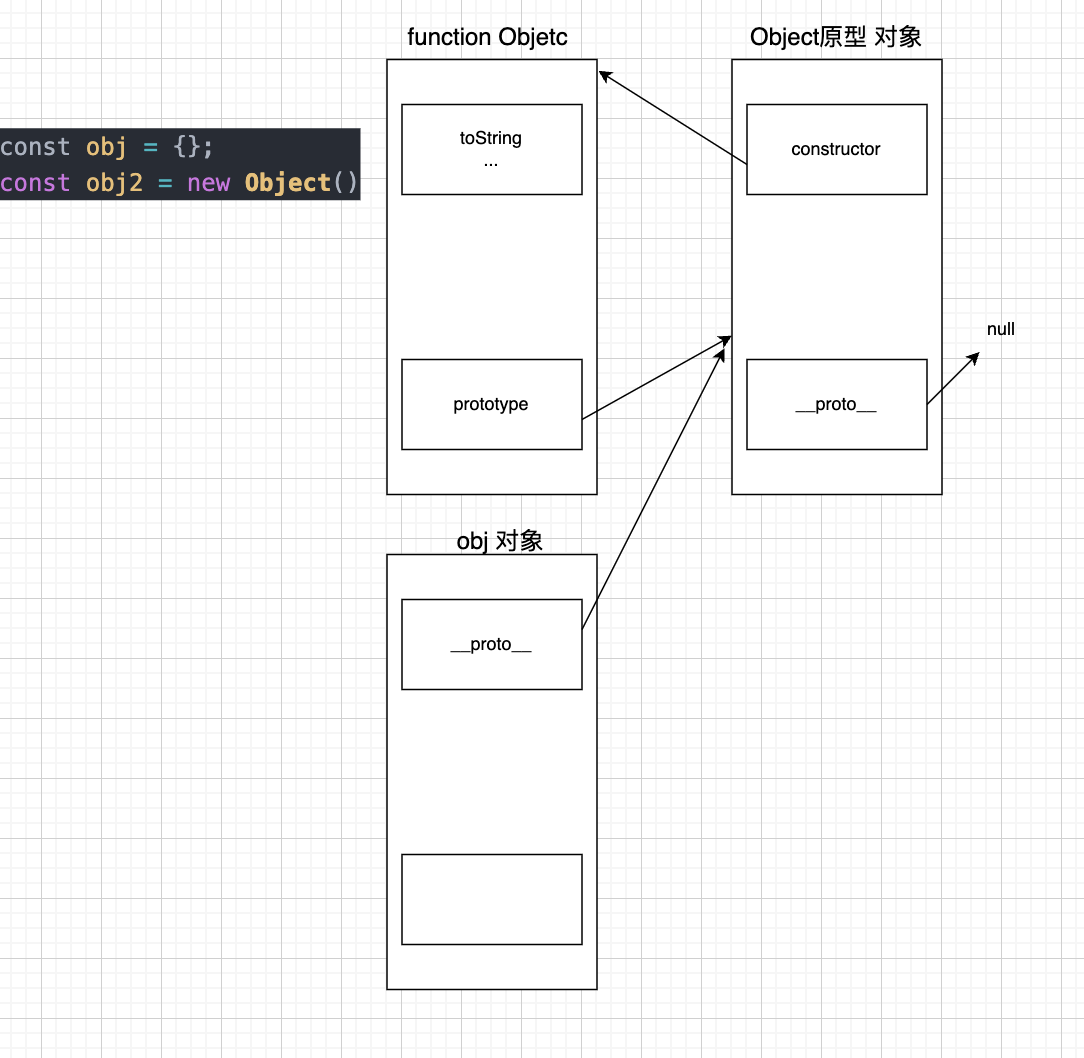 function Objetc
Object原型 对象
const obj = {};
const obj2 = new Object()
toString
...
constructor
null
prototype
__proto__
obj 对象
__proto__